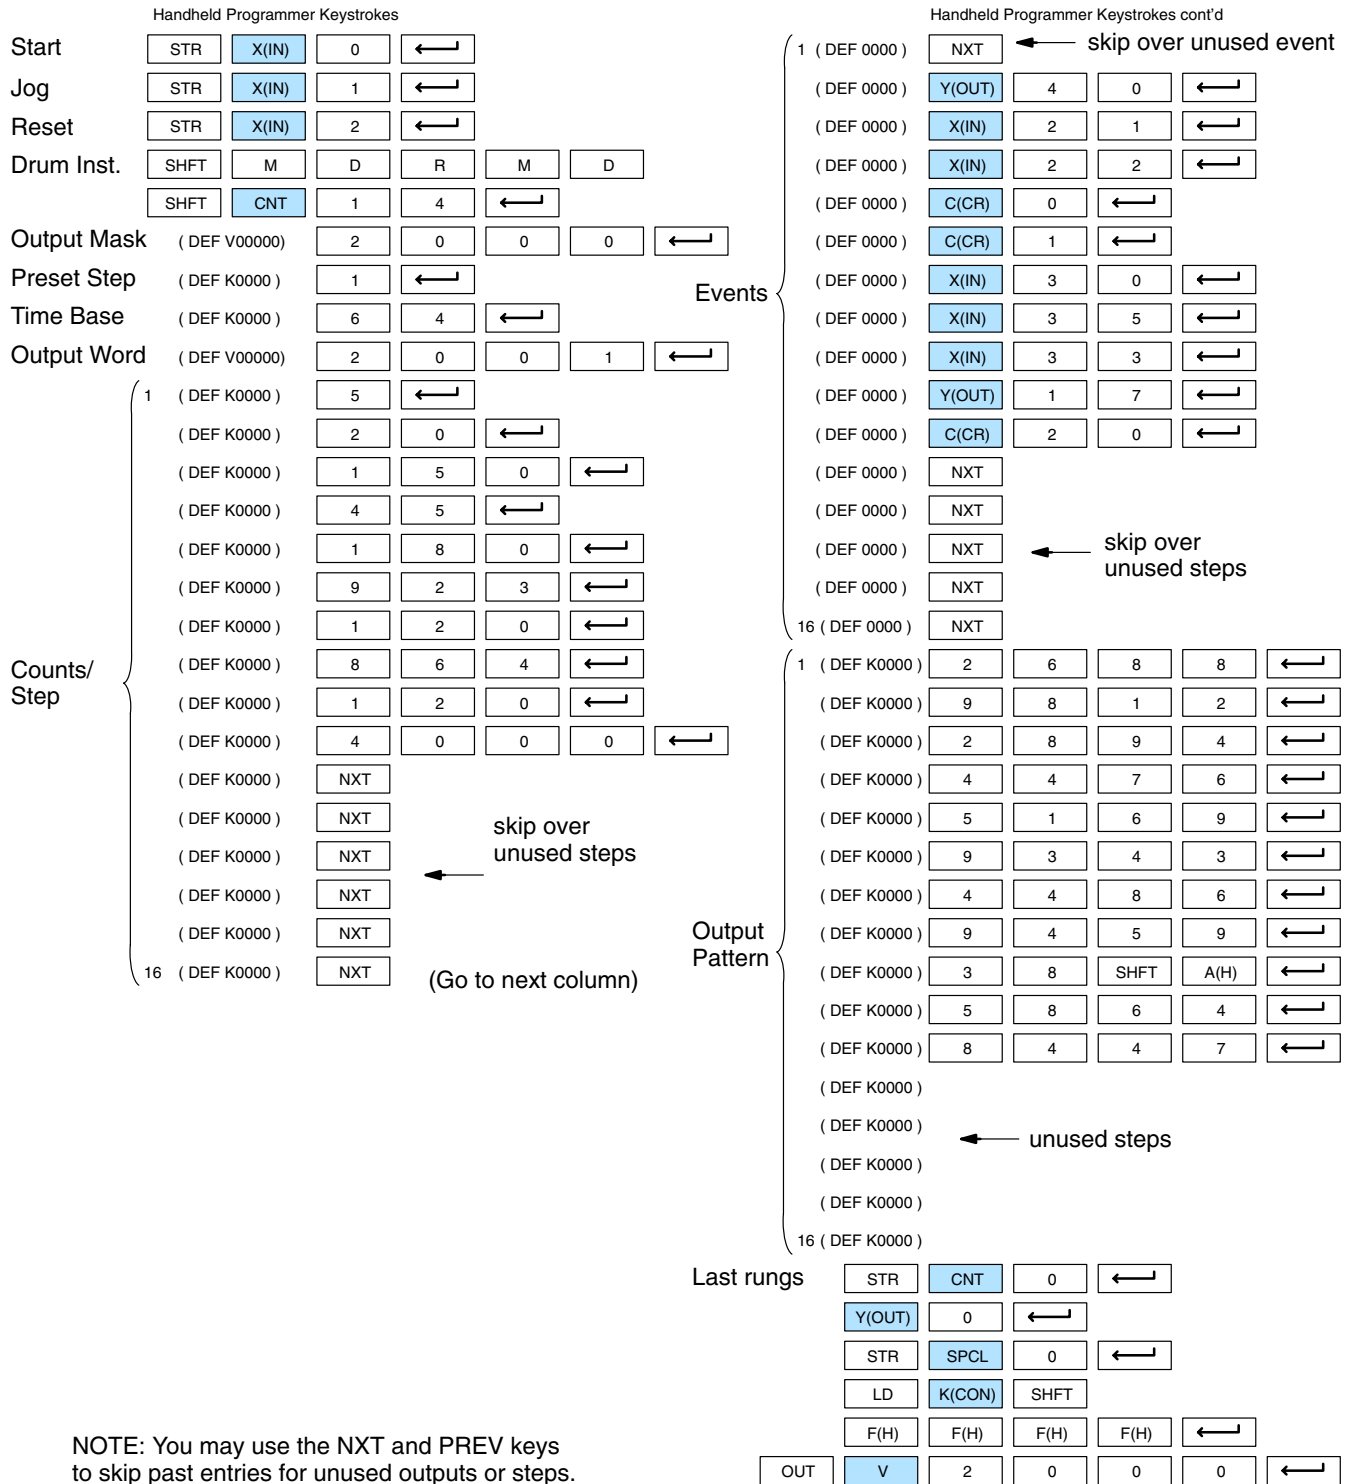 Handheld Programmer Keystrokes
Start STR X(IN) 0
Jog STR X(IN) 1
Reset STR X(IN) 2
Drum Inst. SHFT M D R M D
SHFT CNT 1 4
Output Mask ( DEF V00000) 2 0 0 0
Preset Step ( DEF K0000 ) 1
Time Base ( DEF K0000 ) 6 4
Output Word ( DEF V00000) 2 0 0 1
1 ( DEF K0000 ) 5
( DEF K0000 ) 2 0
( DEF K0000 ) 1 5 0
( DEF K0000 ) 4 5
( DEF K0000 ) 1 8 0
( DEF K0000 ) 9 2 3
( DEF K0000 ) 1 2 0
Counts/
Step
( DEF K0000 ) 8 6 4
( DEF K0000 ) 1 2 0
( DEF K0000 ) 4 0 0 0
( DEF K0000 ) NXT
( DEF K0000 ) NXT
skip over
unused steps
( DEF K0000 ) NXT
( DEF K0000 ) NXT
( DEF K0000 ) NXT
16 ( DEF K0000 ) NXT
(Go to next column)
NOTE: You may use the NXT and PREV keys
to skip past entries for unused outputs or steps.
Handheld Programmer Keystrokes cont'd
1 ( DEF 0000 ) NXT skip over unused event
( DEF 0000 ) Y(OUT) 4 0
( DEF 0000 ) X(IN) 2 1
( DEF 0000 ) X(IN) 2 2
( DEF 0000 ) C(CR) 0
( DEF 0000 ) C(CR) 1
Events
( DEF 0000 ) X(IN) 3 0
( DEF 0000 ) X(IN) 3 5
( DEF 0000 ) X(IN) 3 3
( DEF 0000 ) Y(OUT) 1 7
( DEF 0000 ) C(CR) 2 0
( DEF 0000 ) NXT
( DEF 0000 ) NXT
( DEF 0000 ) NXT
skip over
unused steps
( DEF 0000 ) NXT
16 ( DEF 0000 ) NXT
1 ( DEF K0000 ) 2 6 8 8
( DEF K0000 ) 9 8 1 2
( DEF K0000 ) 2 8 9 4
( DEF K0000 ) 4 4 7 6
( DEF K0000 ) 5 1 6 9
( DEF K0000 ) 9 3 4 3
( DEF K0000 ) 4 4 8 6
Output
Pattern
( DEF K0000 ) 9 4 5 9
( DEF K0000 ) 3 8 SHFT A(H)
( DEF K0000 ) 5 8 6 4
( DEF K0000 ) 8 4 4 7
( DEF K0000 )
( DEF K0000 )
unused steps
( DEF K0000 )
( DEF K0000 )
16 ( DEF K0000 )
Last rungs STR CNT 0
Y(OUT) 0
STR SPCL 0
LD K(CON) SHFT
F(H) F(H) F(H) F(H)
OUT V 2 0 0 0